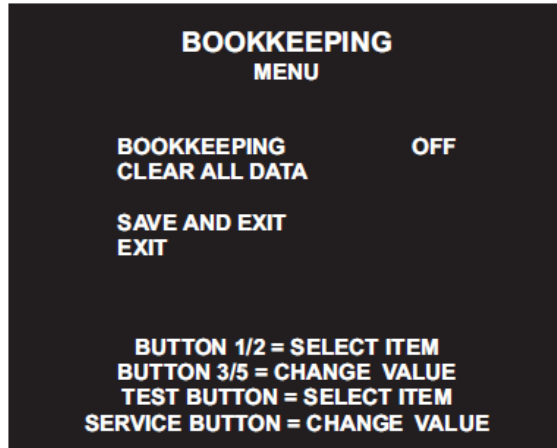 BOOKKEEPING
MENU
BOOKKEEPING OFF
CLEAR ALL DATA
SAVE AND EXIT
EXIT
BUTTON 1/2 = SELECT ITEM
BUTTON 3/5 = CHANGE VALUE
TEST BUTTON = SELECT ITEM
SERVICE BUTTON = CHANGE VALUE